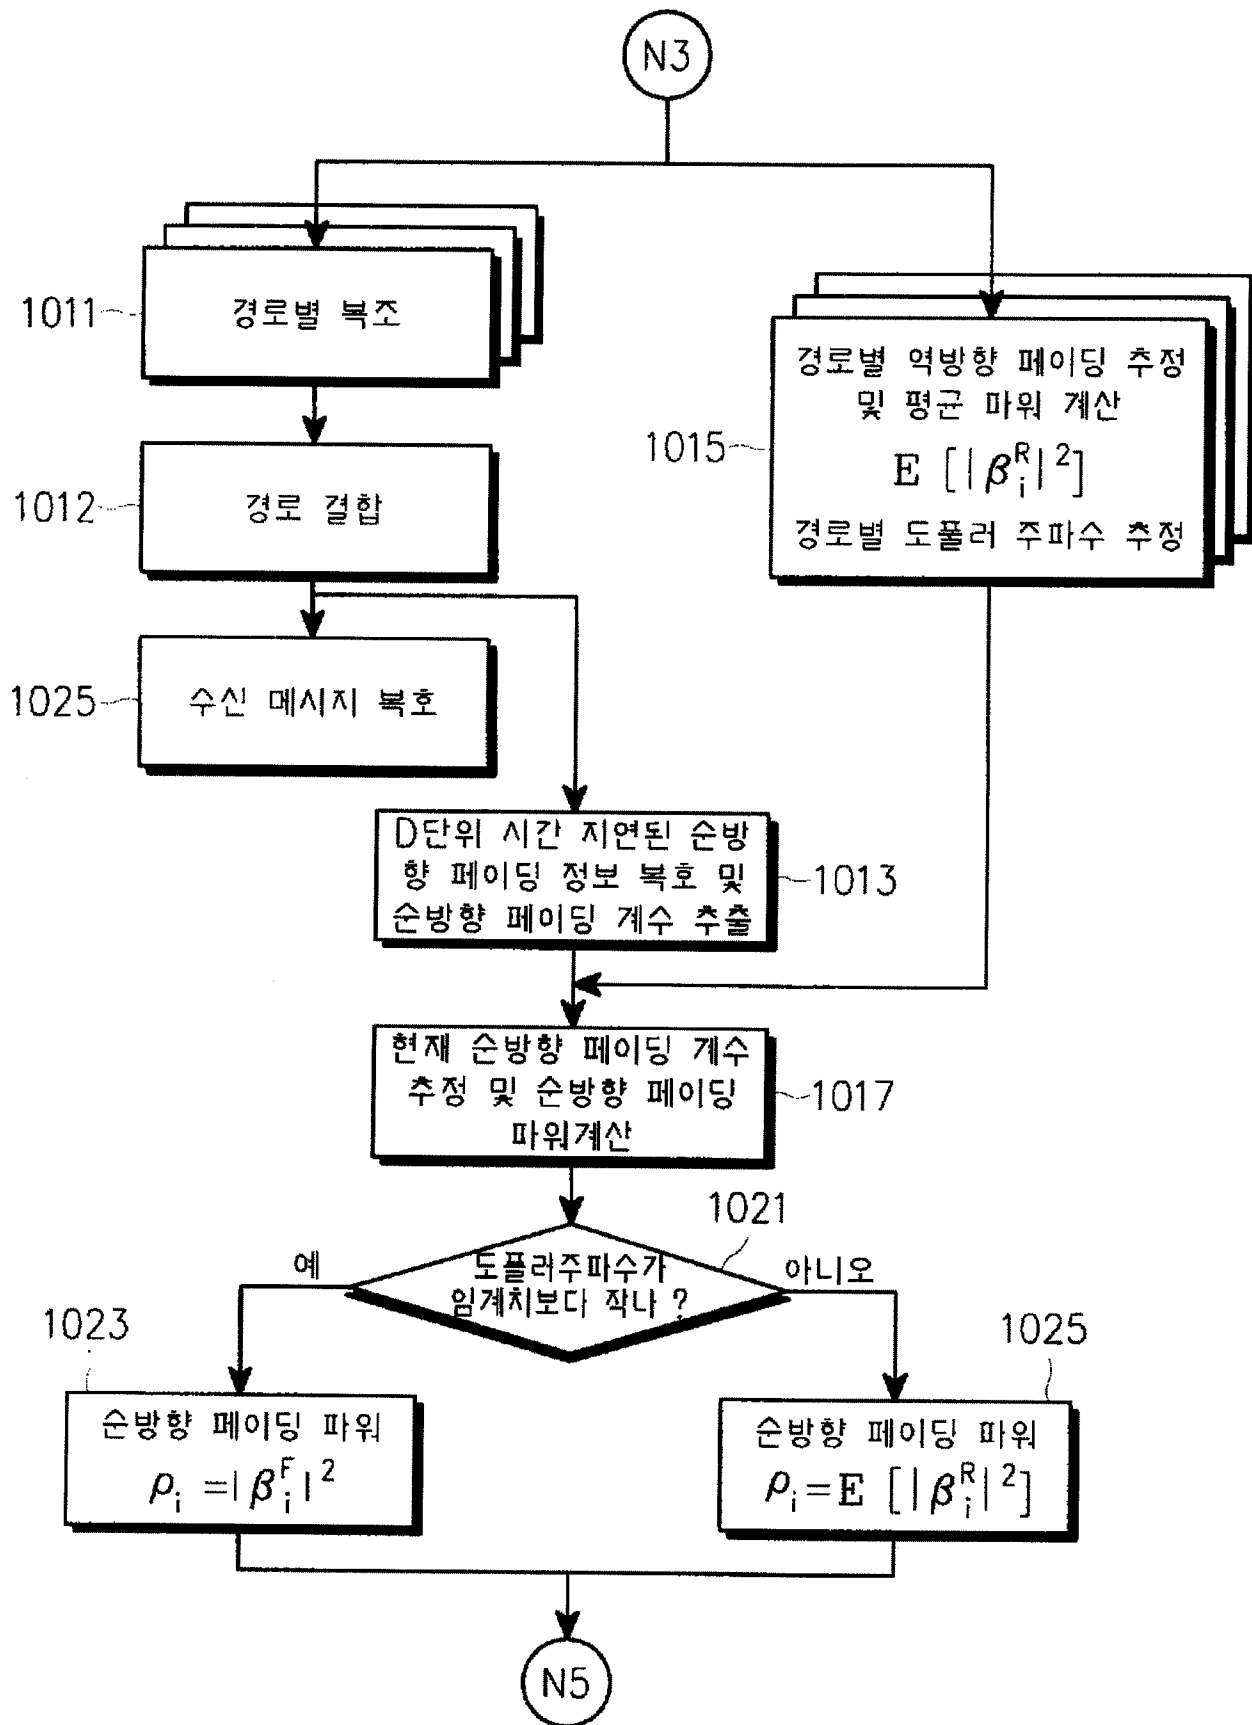 N3
1011
경로별 복조
1012
경로 결합
1025
수신 메시지 복호
1015
경로별 역방향 페이딩 추정
및 평균 파워 계산
E [|β_i^R|^2]
경로별 도풀러 주파수 추정
D단위 시간 지연된 순방
향 페이딩 정보 복호 및
순방향 페이딩 계수 추출
1013
현재 순방향 페이딩 계수
추정 및 순방향 페이딩
파워계산
1017
1021
도플러주파수가
임계치보다 작나 ?
예
아니오
1023
순방향 페이딩 파워
ρ_i =|β_i^F|^2
1025
순방향 페이딩 파워
ρ_i=E [|β_i^R|^2]
N5